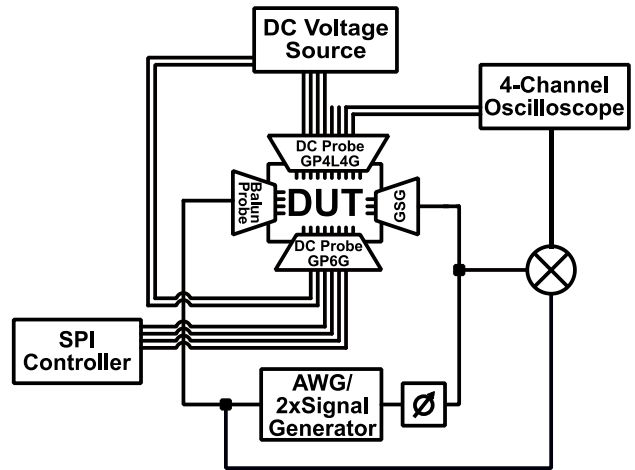 DC Voltage
Source
4-Channel
Oscilloscope
DC Probe
GP4L4G
Balun
Probe
DUT
GSG
DC Probe
GP6G
SPI
Controller
AWG/
2xSignal
Generator
Ø